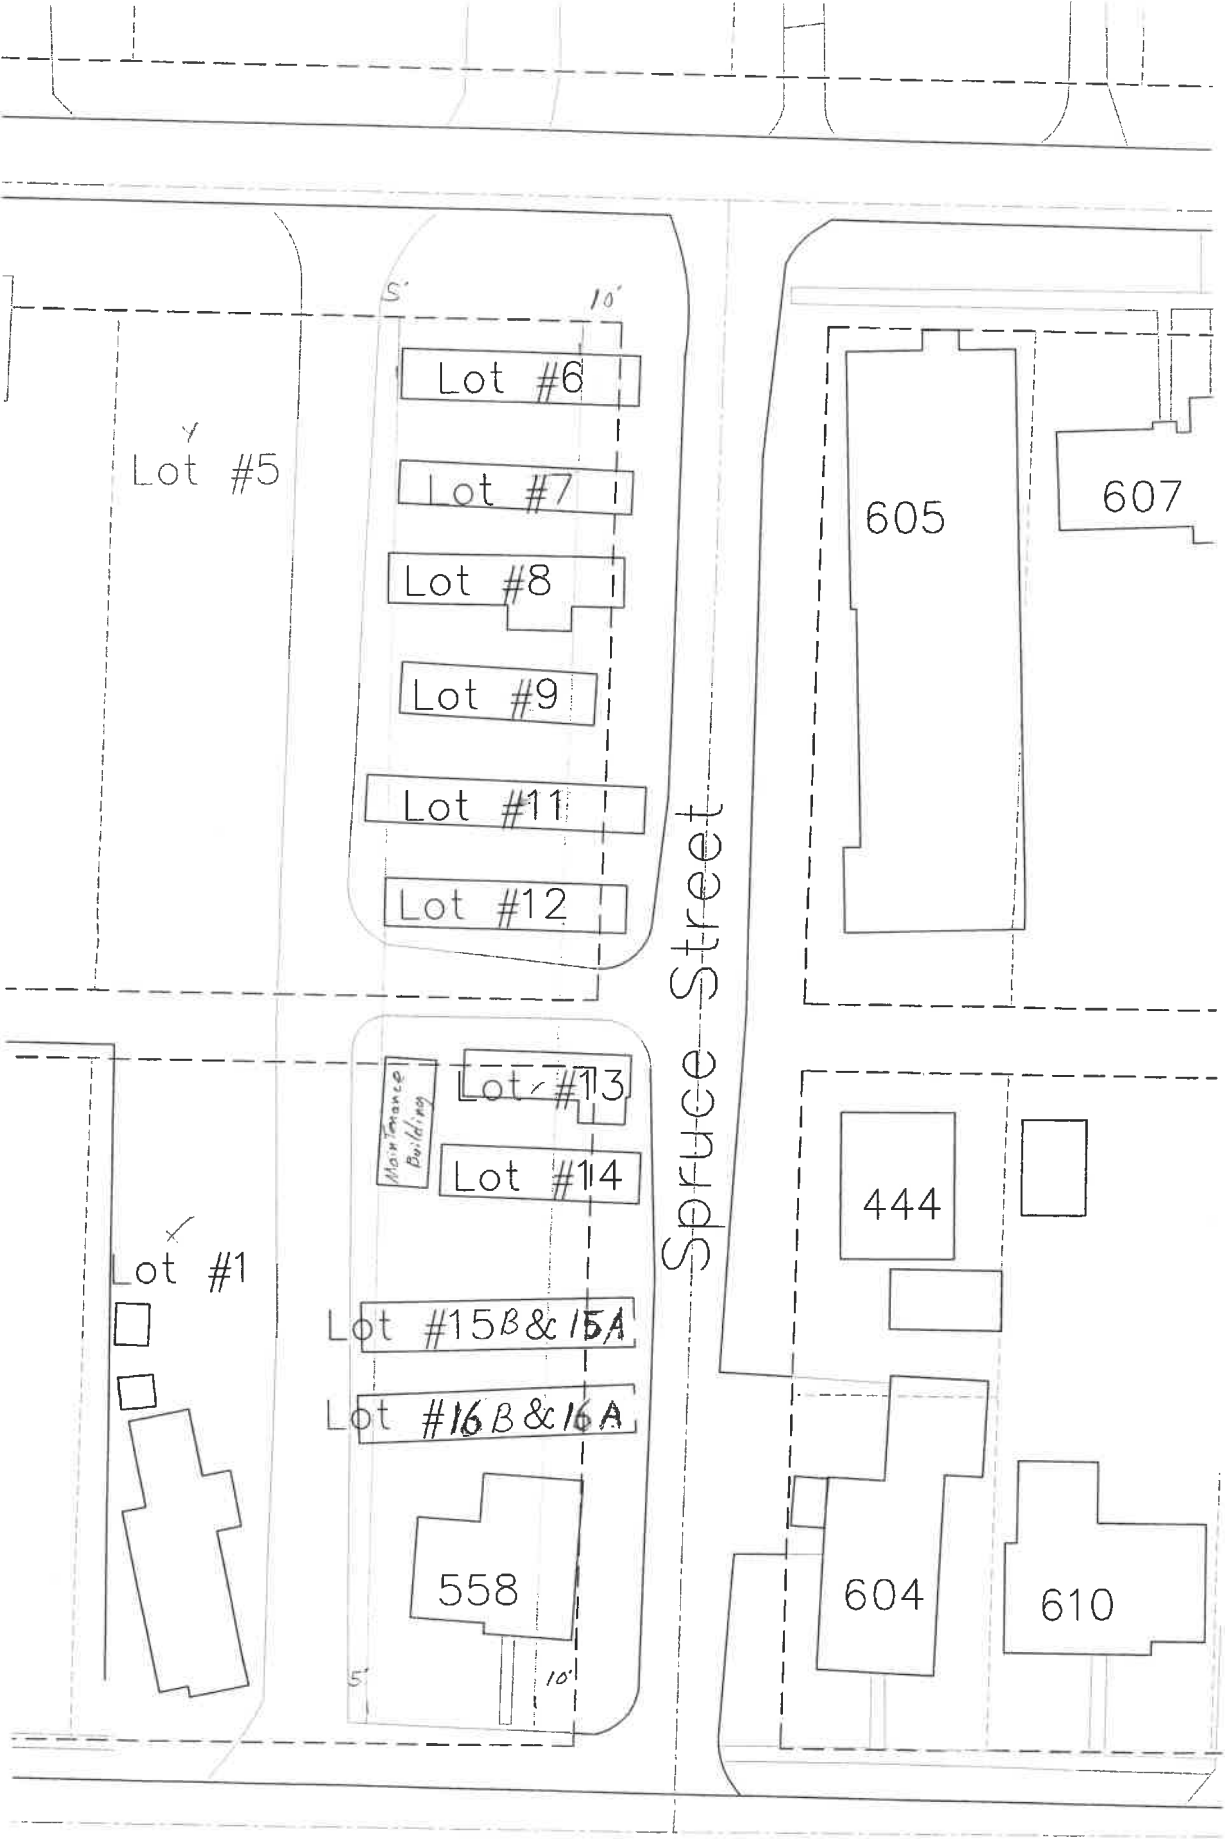 5'
10'
Lot #6
Lot #5
Lot #7
605
607
Lot #8
Lot #9
Lot #11
Lot #12
Spruce Street
Lot #13
Maintenance
Building
Lot #14
444
Lot #1
Lot #15B & 15A
Lot #16B & 16A
558
604
610
5'
10'